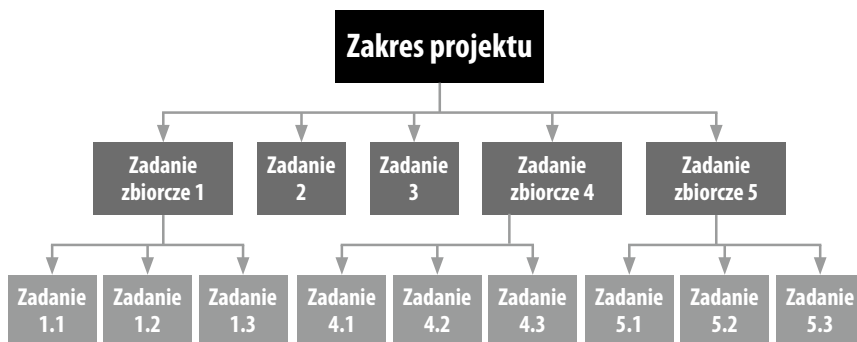 Zakres projektu
Zadanie
zbiorcze 1
Zadanie
2
Zadanie
3
Zadanie
zbiorcze 4
Zadanie
zbiorcze 5
Zadanie
1.1
Zadanie
1.2
Zadanie
1.3
Zadanie
4.1
Zadanie
4.2
Zadanie
4.3
Zadanie
5.1
Zadanie
5.2
Zadanie
5.3